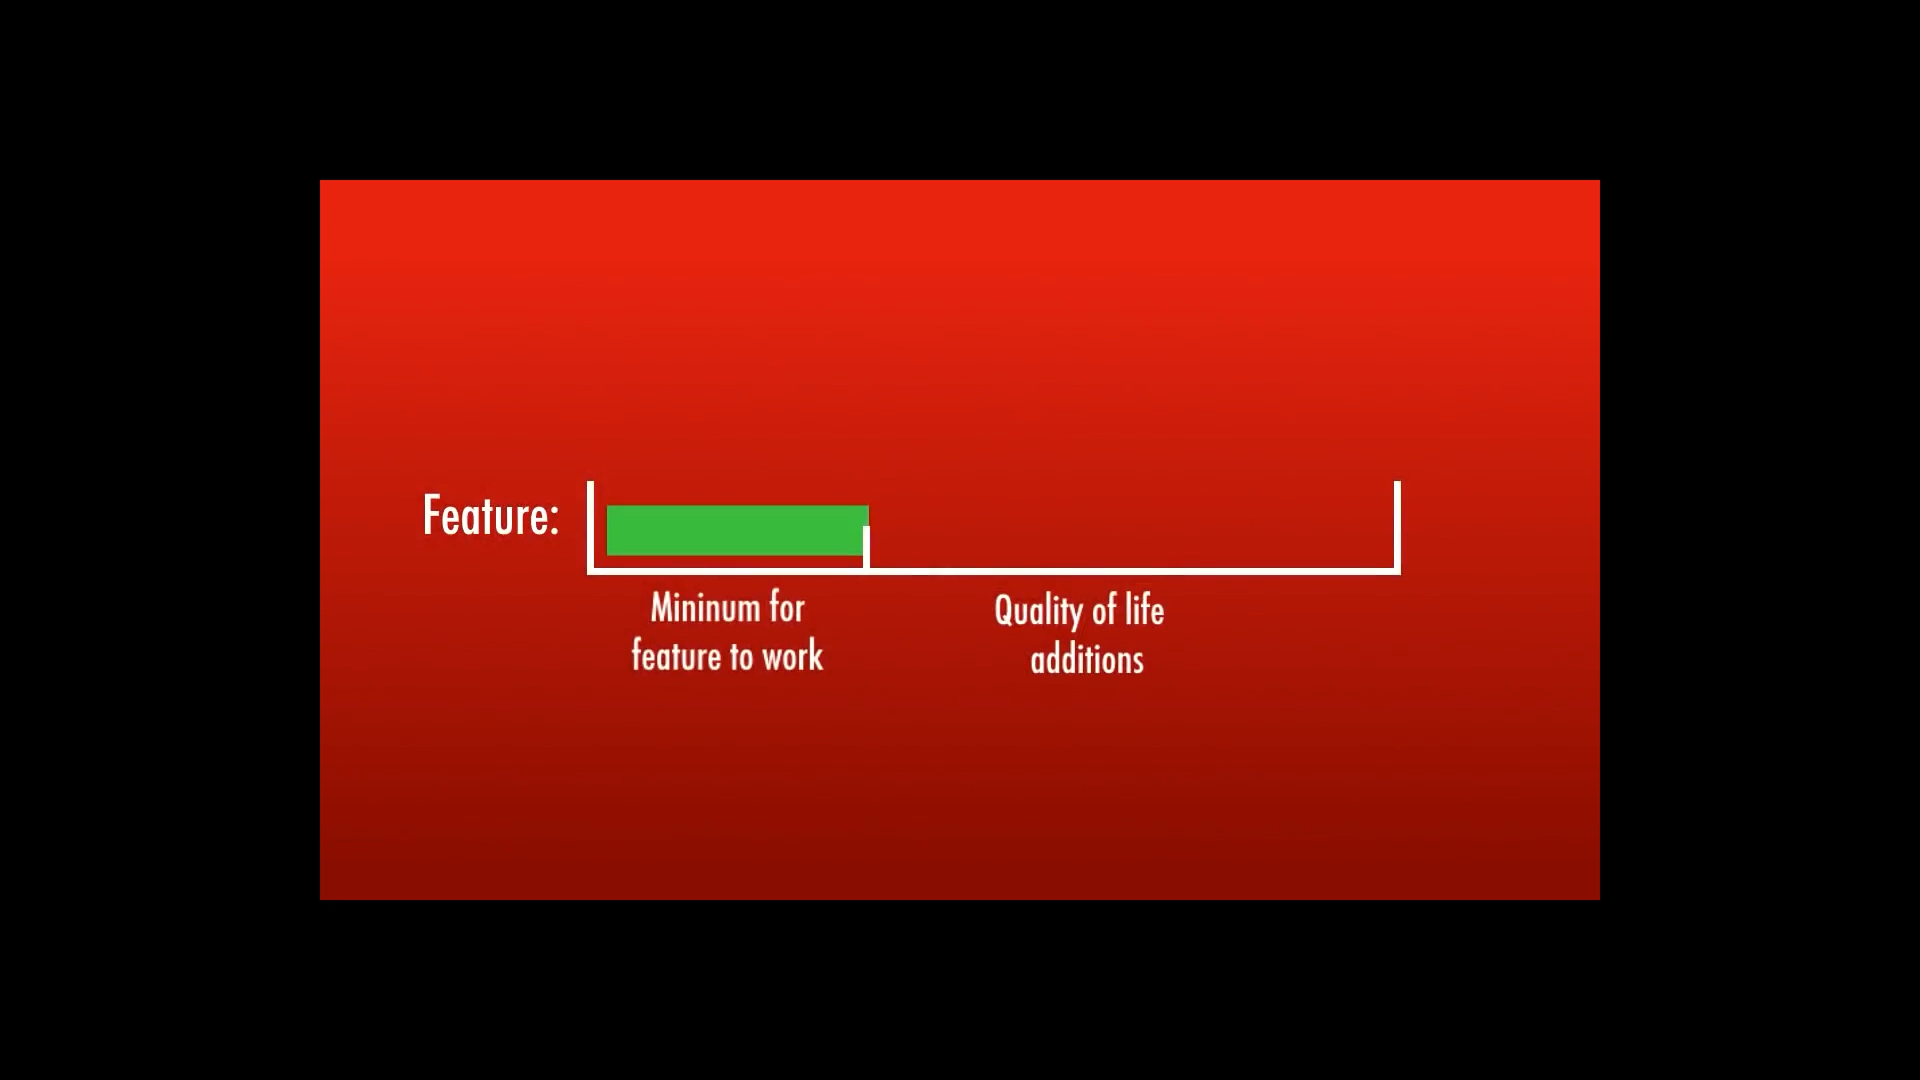 Feature:
Mininum for
feature to work
Quality of life
additions